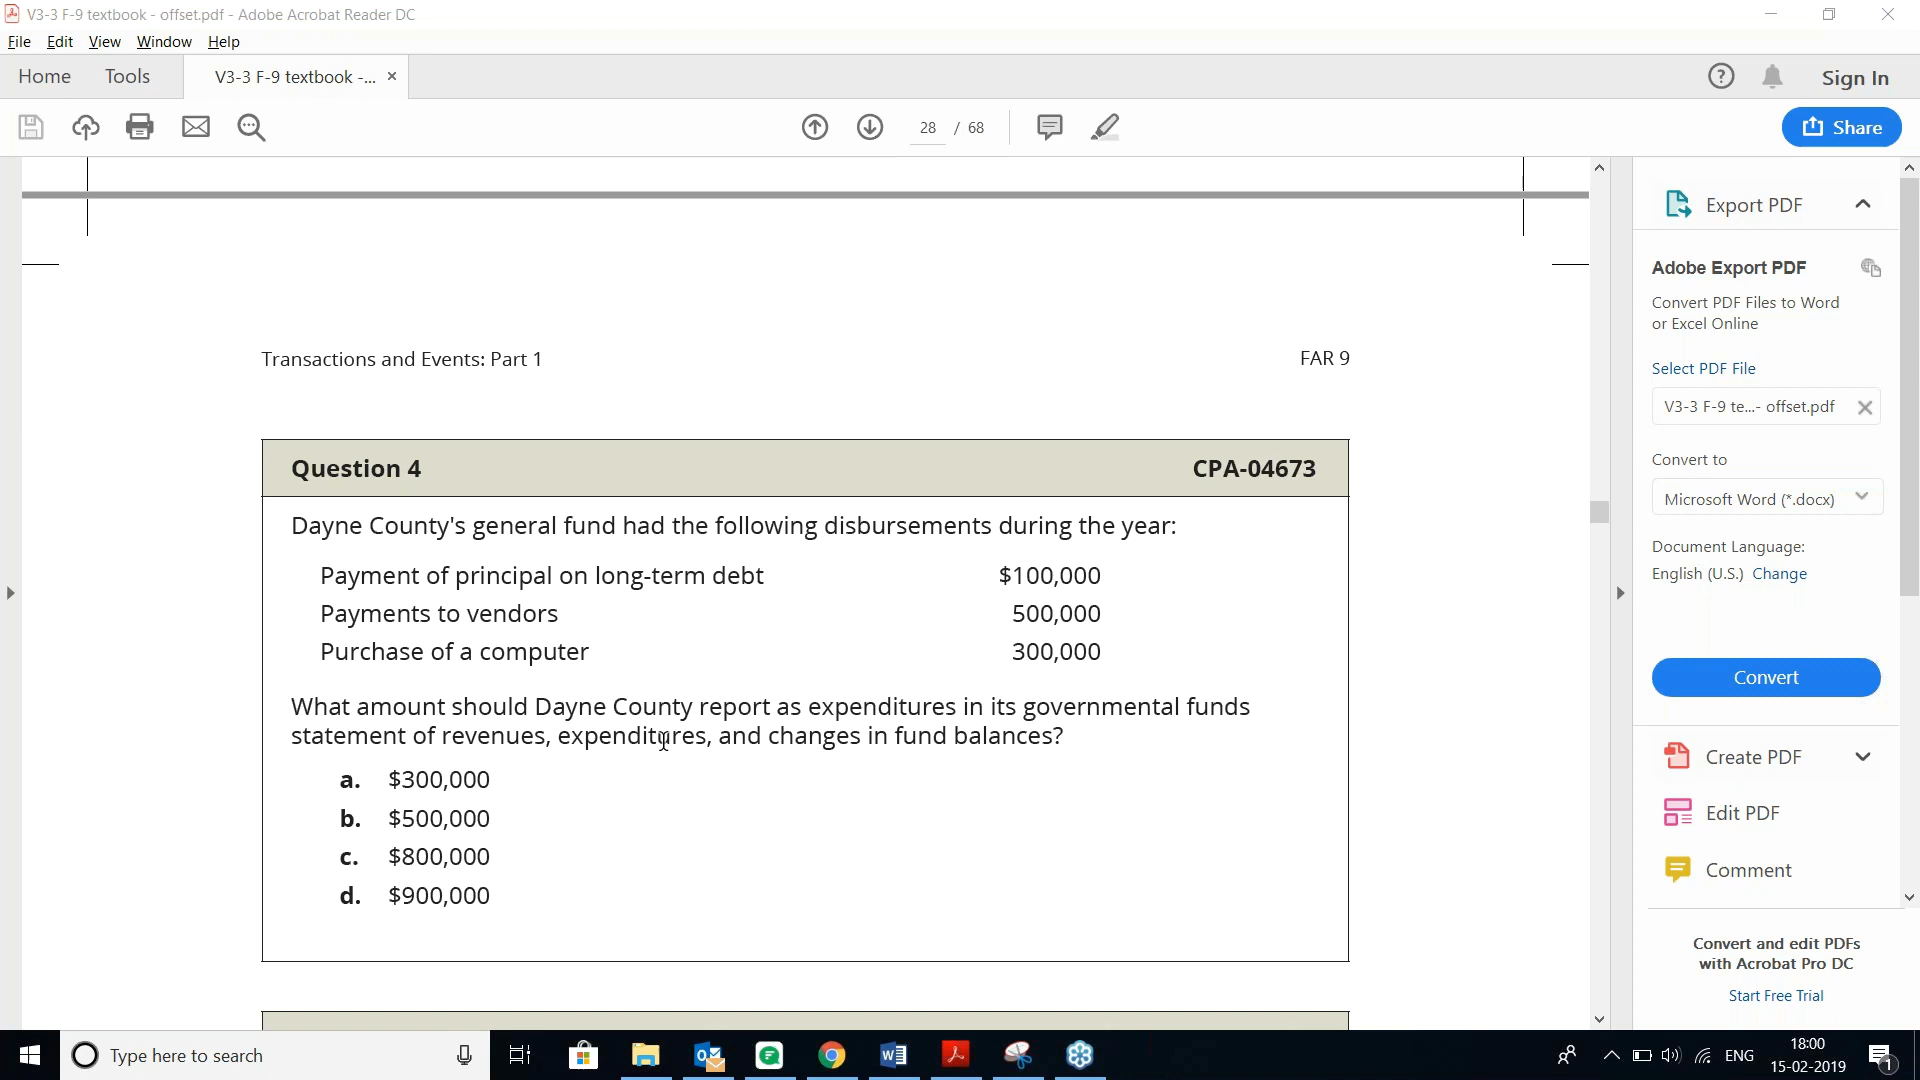 V3-3 F-9 textbook - offset.pdf - Adobe Acrobat Reader DC
File Edit View Window Help
Home Tools V3-3 F-9 textbook -... × Sign In
28 / 68 Share
Transactions and Events: Part 1 FAR 9
Question 4 CPA-04673
Dayne County's general fund had the following disbursements during the year:
Payment of principal on long-term debt $100,000
Payments to vendors 500,000
Purchase of a computer 300,000
What amount should Dayne County report as expenditures in its governmental funds
statement of revenues, expenditures, and changes in fund balances?
a. $300,000
b. $500,000
c. $800,000
d. $900,000
Export PDF
Adobe Export PDF
Convert PDF Files to Word
or Excel Online
Select PDF File
V3-3 F-9 te...- offset.pdf
Convert to
Microsoft Word (*.docx)
Document Language:
English (U.S.) Change
Convert
Create PDF
Edit PDF
Comment
Convert and edit PDFs
with Acrobat Pro DC
Start Free Trial
Type here to search
ENG
18:00
15-02-2019
1